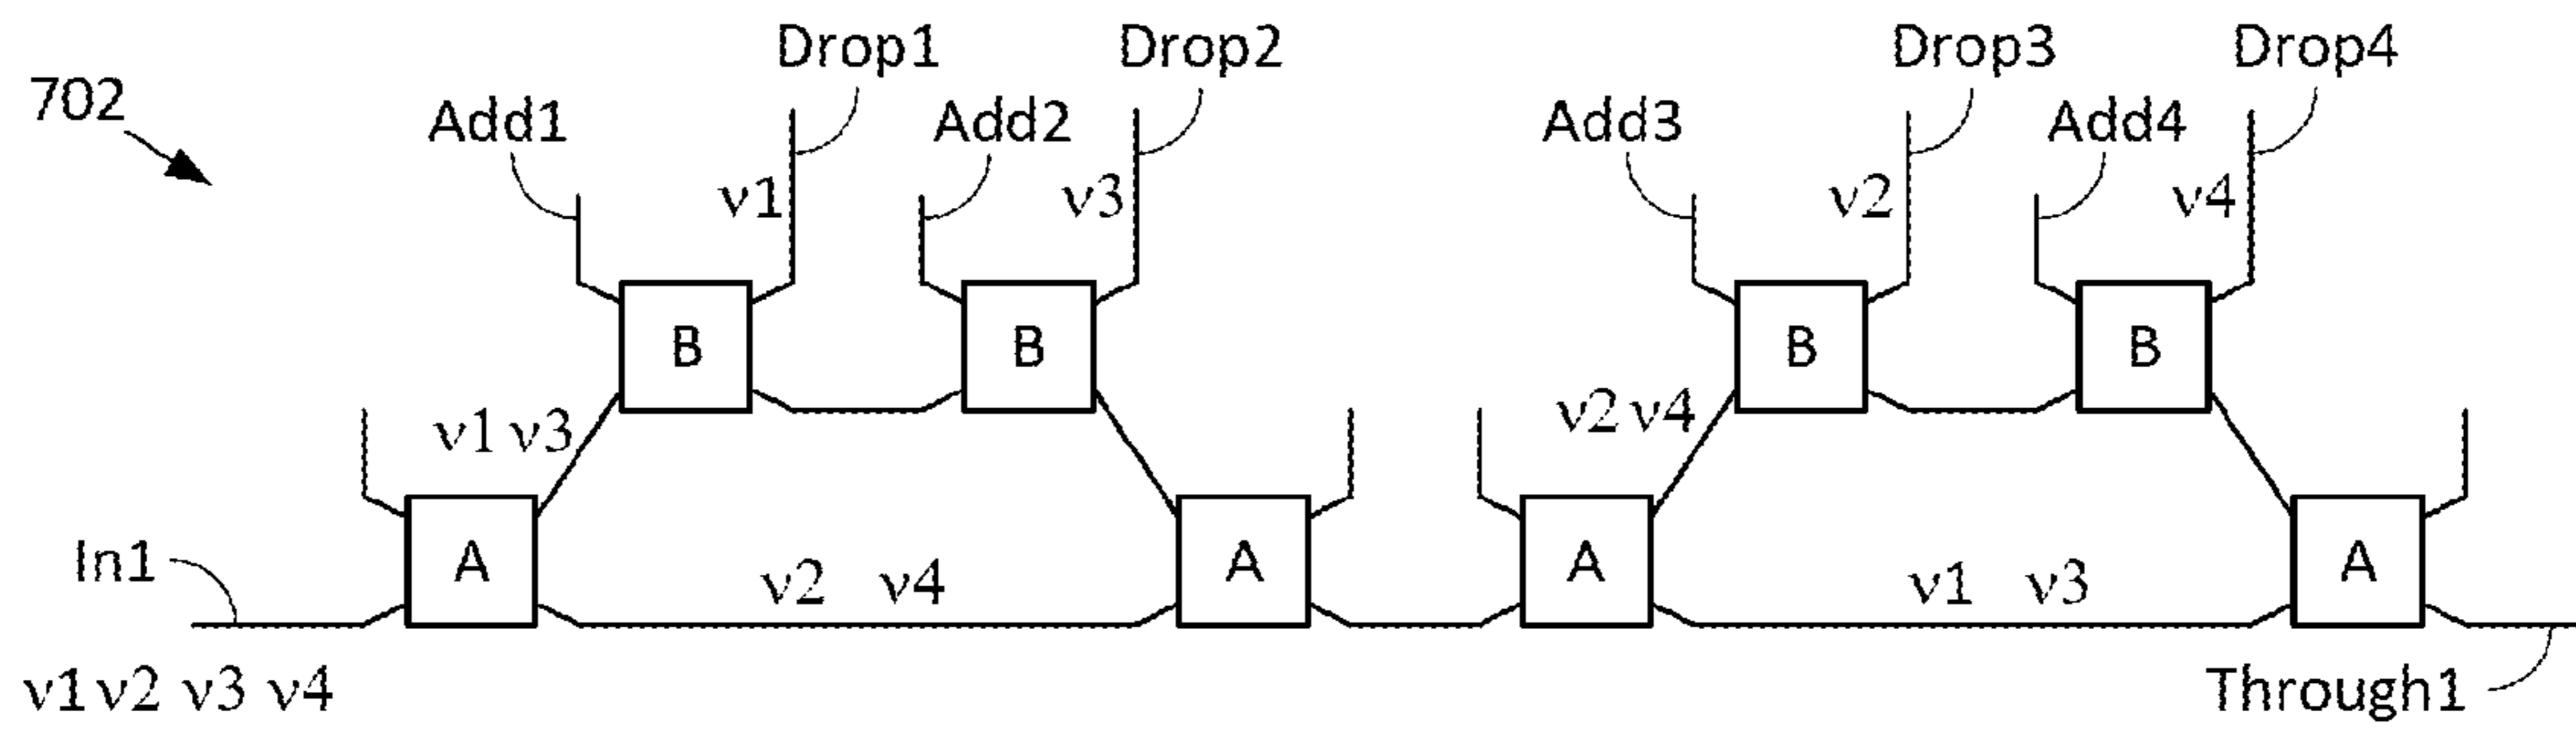 Drop1 Drop2 Drop3 Drop4
702 Add1 Add2 Add3 Add4
ν1 ν3 ν2 ν4
B B B B
ν1 ν3 ν2 ν4
In1 A ν2 ν4 A A ν1 ν3 A
ν1 ν2 ν3 ν4 Through1